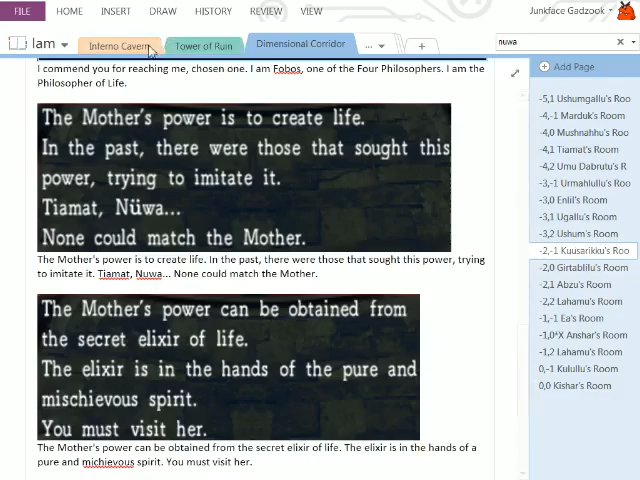 FILE HOME INSERT DRAW HISTORY REVIEW VIEW Junkface Gadzook
lam Inferno Cavern Tower of Ruin Dimensional Corridor ... + nuwa
I commend you for reaching me, chosen one. I am Fobos, one of the Four Philosophers. I am the
Philosopher of Life.
The Mother's power is to create life.
In the past, there were those that sought this
power, trying to imitate it.
Tiamat, Nüwa...
None could match the Mother.
The Mother's power is to create life. In the past, there were those that sought this power, trying
to imitate it. Tiamat, Nuwa... None could match the Mother.
The Mother's power can be obtained from
the secret elixir of life.
The elixir is in the hands of the pure and
mischievous spirit.
You must visit her.
The Mother's power can be obtained from the secret elixir of life. The elixir is in the hands of a
pure and michievous spirit. You must visit her.
Add Page
-5,1 Ushumgallu's Roo
-4,-1 Marduk's Room
-4,0 Mushnahhu's Roo
-4,1 Tiamat's Room
-4,2 Umu Dabrutu's R
-3,-1 Urmahlullu's Roo
-3,0 Enlil's Room
-3,1 Ugallu's Room
-3,2 Ushum's Room
-2,-1 Kuusarikku's Roo
-2,0 Girtablilu's Room
-2,1 Abzu's Room
-2,2 Lahamu's Room
-1,-1 Ea's Room
-1,0*X Anshar's Room
-1,2 Lahamu's Room
0,-1 Kulullu's Room
0,0 Kishar's Room